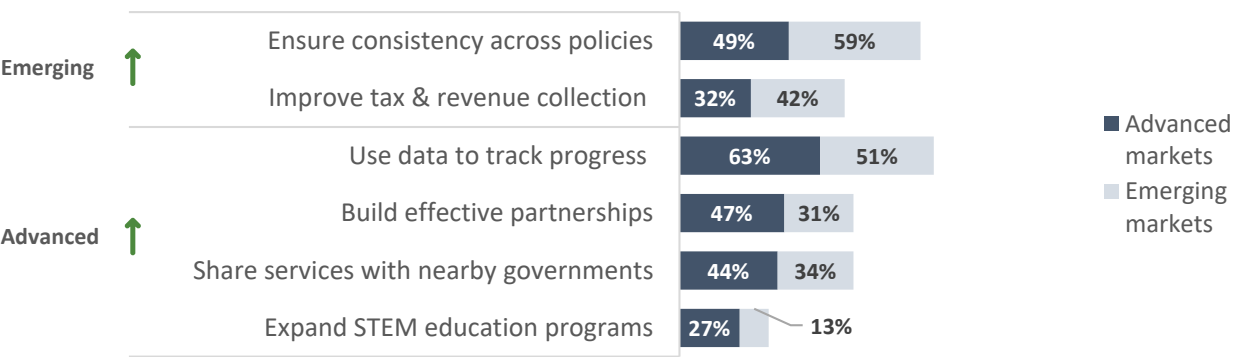 Emerging
Ensure consistency across policies 49% 59%
Improve tax & revenue collection 32% 42%
Advanced
Use data to track progress 63% 51%
Build effective partnerships 47% 31%
Share services with nearby governments 44% 34%
Expand STEM education programs 27% 13%
Advanced
markets
Emerging
markets